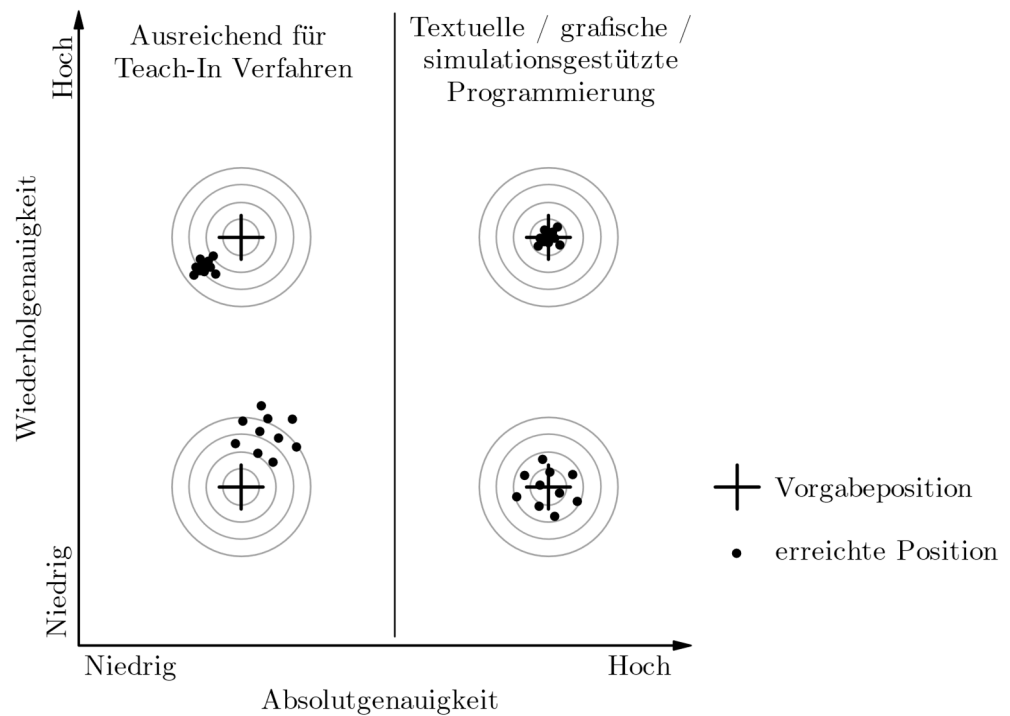 Ausreichend für
Teach-In Verfahren
Textuelle / grafische /
simulationsgestützte
Programmierung
Hoch
Wiederholgenauigkeit
Niedrig
Vorgabeposition
erreichte Position
Niedrig
Hoch
Absolutgenauigkeit